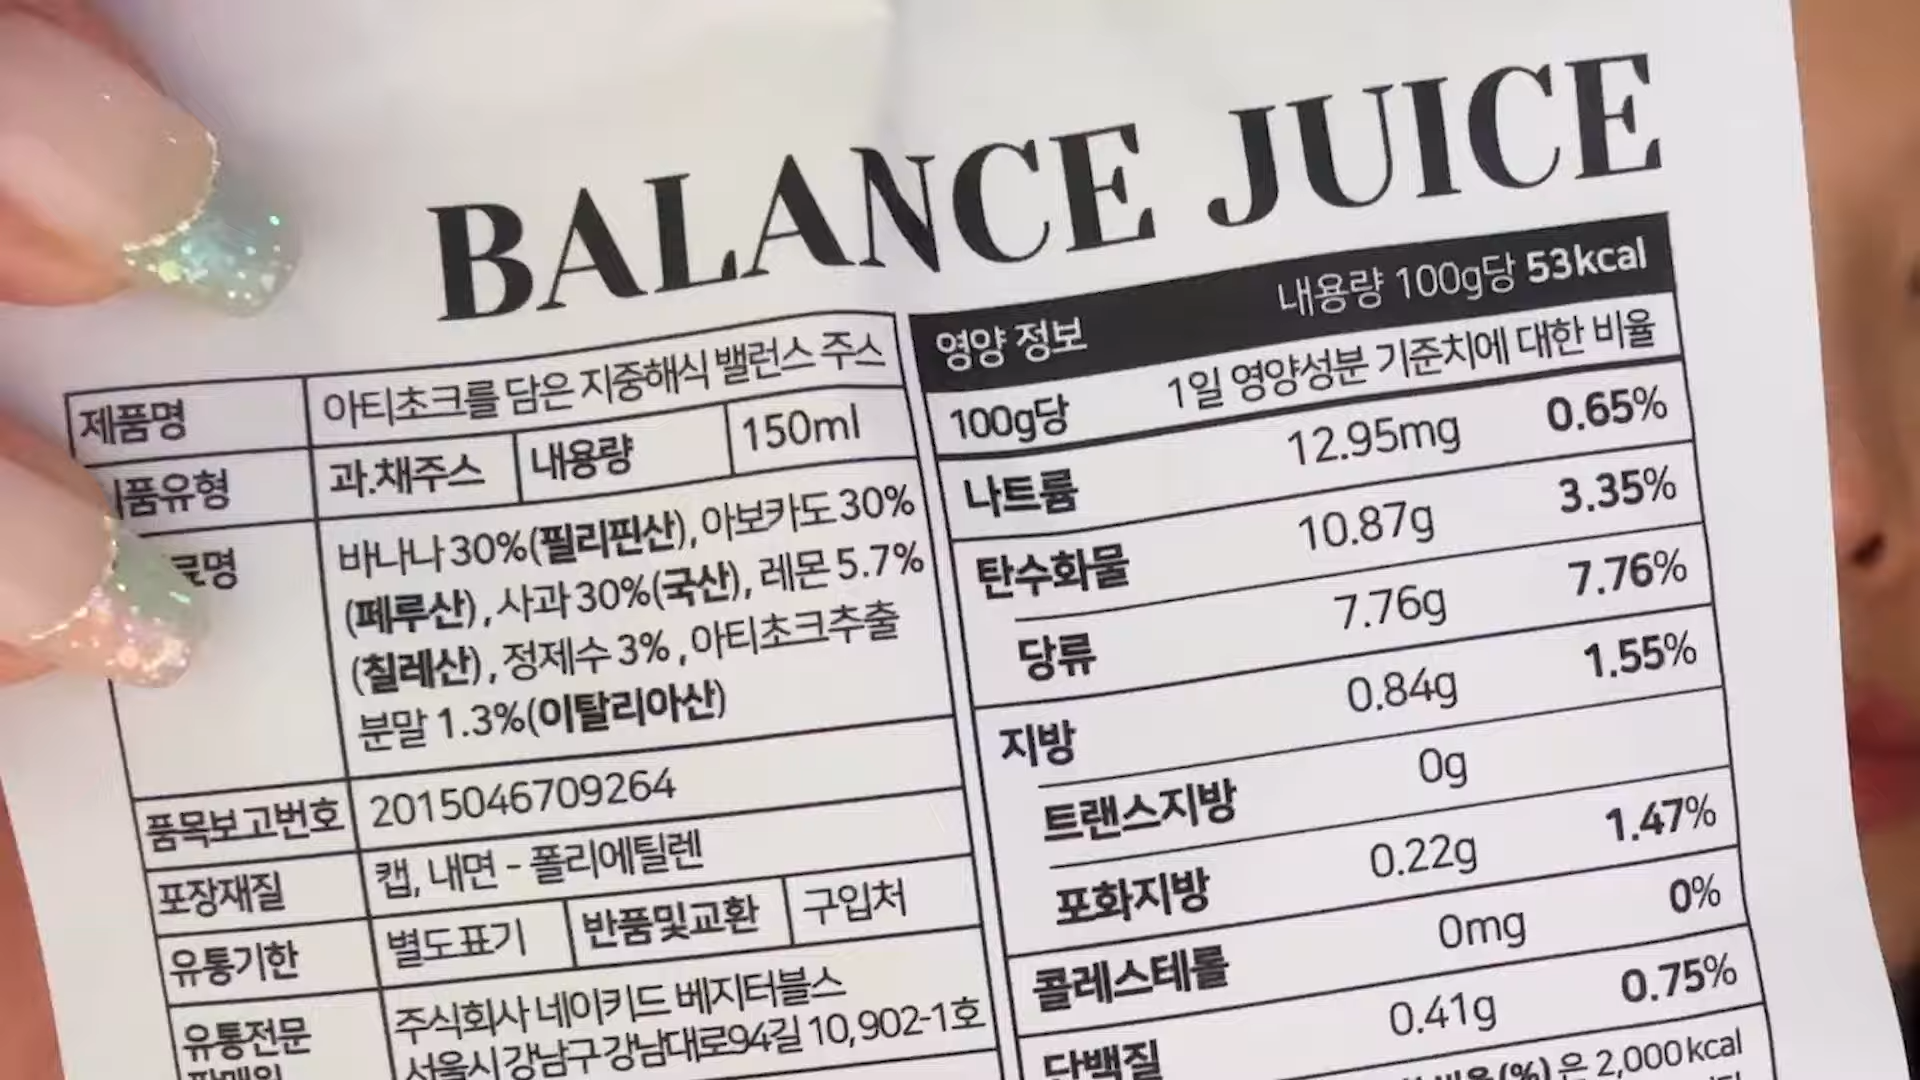 BALANCE JUICE
제품명 아티초크를 담은 지중해식 밸런스 주스
품유형 과.채주스 내용량 150ml
료명 바나나 30%(필리핀산), 아보카도 30%
(페루산), 사과 30%(국산), 레몬 5.7%
(칠레산), 정제수 3%, 아티초크추출
분말 1.3%(이탈리아산)
품목보고번호 2015046709264
포장재질 캡, 내면 - 폴리에틸렌
유통기한 별도표기 반품및교환 구입처
유통전문 주식회사 네이키드 베지터블스
판매원 서울시 강남구 강남대로94길 10, 902-1호
영양 정보 내용량 100g당 53kcal
100g당 1일 영양성분 기준치에 대한 비율
나트륨 12.95mg 0.65%
탄수화물 10.87g 3.35%
당류 7.76g 7.76%
지방 0.84g 1.55%
트랜스지방 0g
포화지방 0.22g 1.47%
콜레스테롤 0mg 0%
단백질 0.41g 0.75%
비율(%)은 2,000kcal